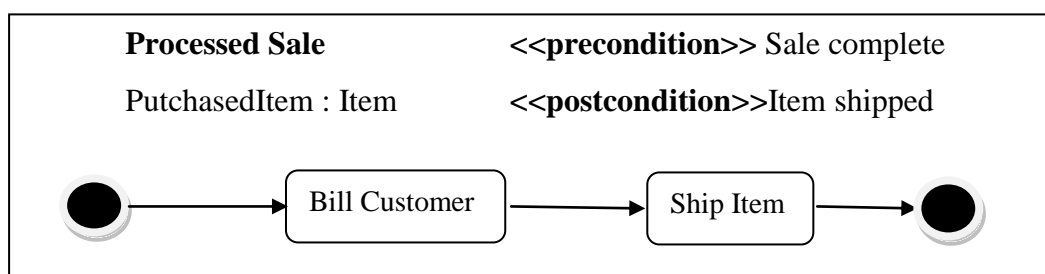 Processed Sale <<precondition>> Sale complete
PutchasedItem : Item <<postcondition>>Item shipped
Bill Customer Ship Item